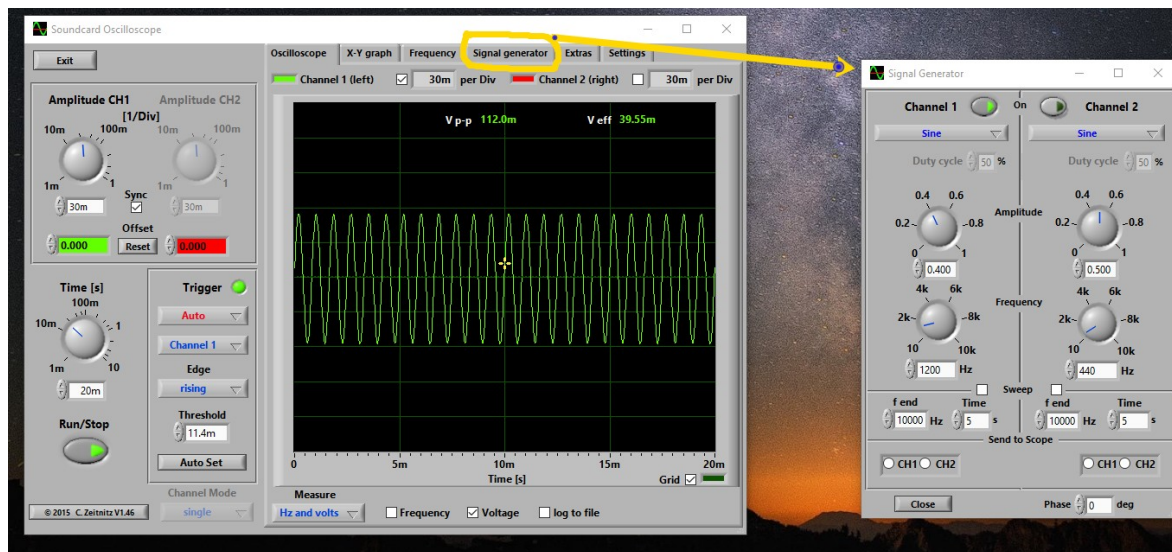 Soundcard Oscilloscope
Exit
Amplitude CH1 Amplitude CH2
[1/Div]
10m 100m 10m 100m
1m 1 1m 1
Sync
30m 30m
Offset
0.000 Reset 0.000
Time [s]
100m
10m 1
1m 10
20m
Run/Stop
Trigger
Auto
Channel 1
Edge
rising
Threshold
11.4m
Auto Set
Channel Mode
single
© 2015 C. Zeitnitz V1.46
Oscilloscope X-Y graph Frequency Signal generator Extras Settings
Channel 1 (left) 30m per Div Channel 2 (right) 30m per Div
V p-p 112.0m V eff 39.55m
0 5m 10m 15m 20m
Time [s]
Grid
Measure
Hz and volts Frequency Voltage log to file
Signal Generator
Channel 1 On Channel 2
Sine Sine
Duty cycle 50 % Duty cycle 50 %
0.4 0.6 0.4 0.6
Amplitude
0.2 0.8 0.2 0.8
0 1 0 1
0.400 0.500
4k 6k 4k 6k
Frequency
2k 8k 2k 8k
10 10k 10 10k
1200 Hz 440 Hz
Sweep
f end Time f end Time
10000 Hz 5 s 10000 Hz 5 s
Send to Scope
CH1 CH2 CH1 CH2
Close Phase 0 deg